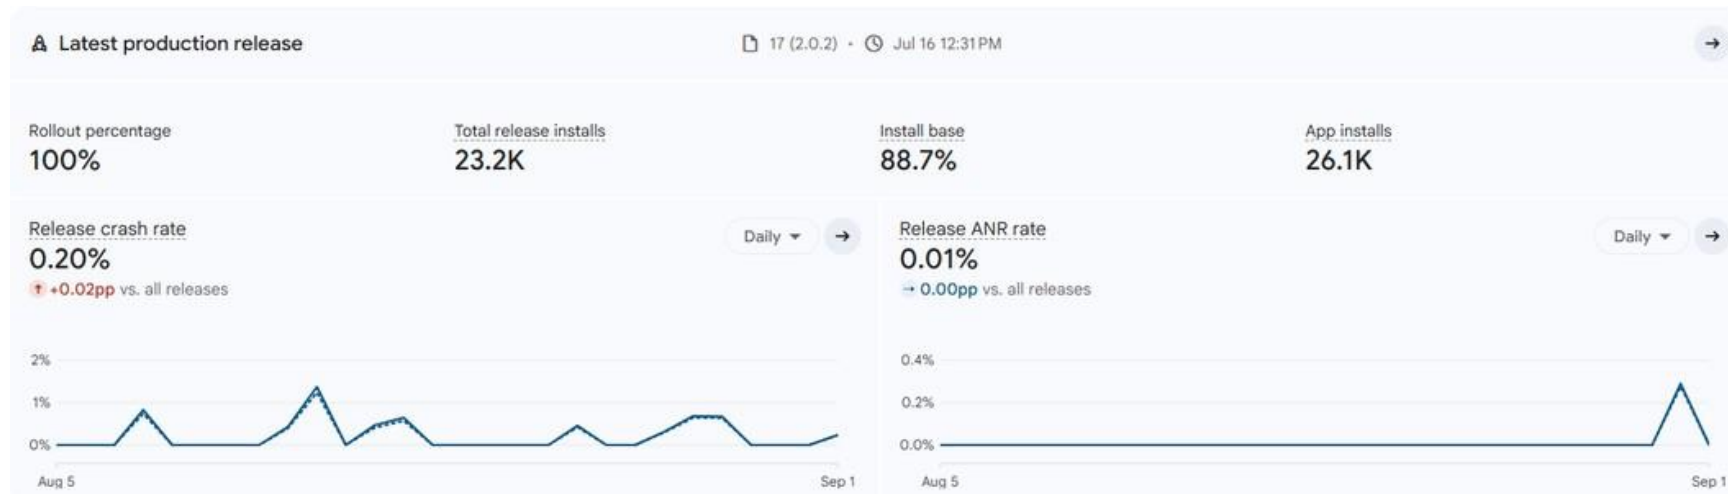 Latest production release
17 (2.0.2) • Jul 16 12:31 PM
Rollout percentage
100%
Total release installs
23.2K
Install base
88.7%
App installs
26.1K
Release crash rate
Daily
0.20%
+0.02pp vs. all releases
2%
1%
0%
Aug 5
Sep 1
Release ANR rate
Daily
0.01%
0.00pp vs. all releases
0.4%
0.2%
0.0%
Aug 5
Sep 1